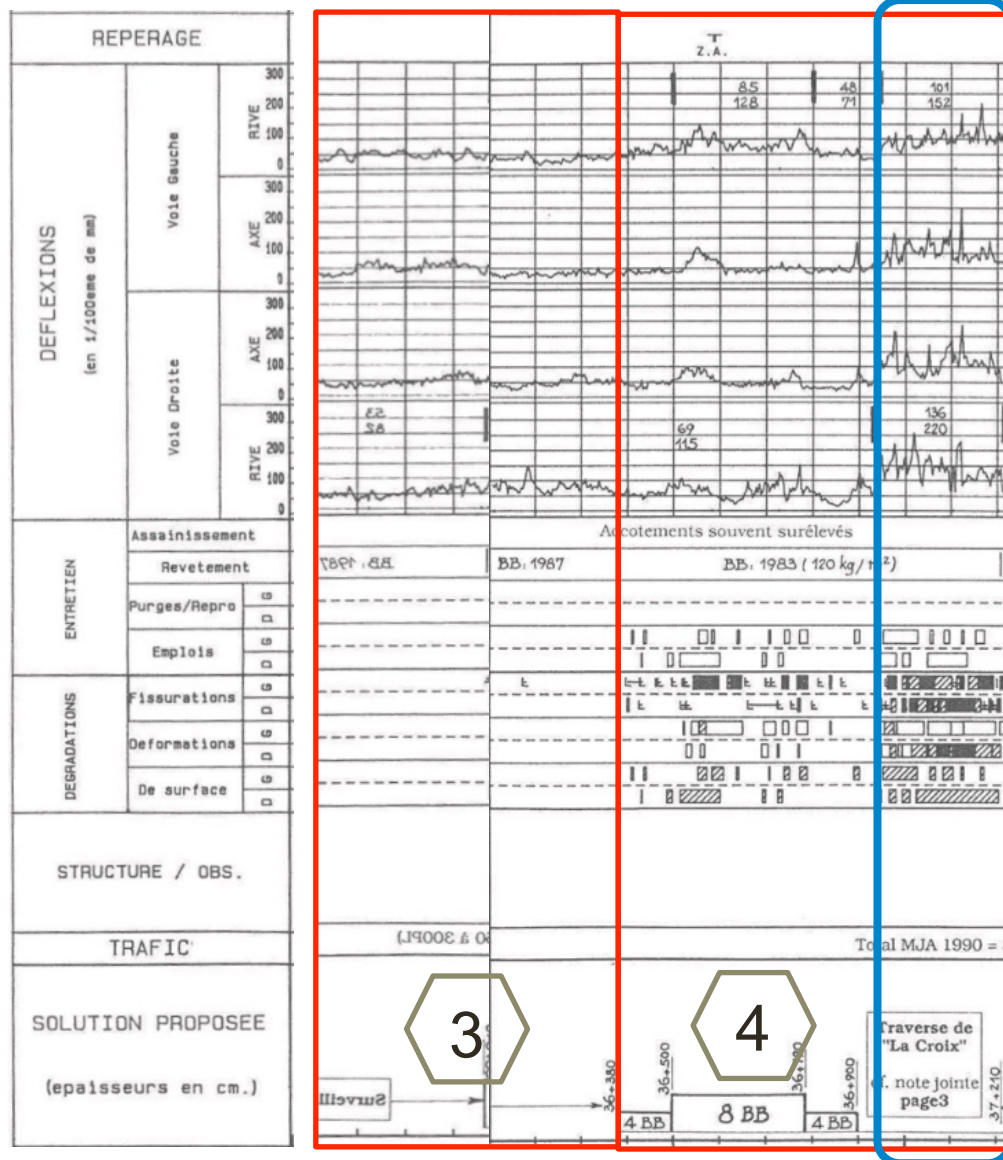 REPERAGE
Z.A.
DEFLEXIONS
(en 1/100eme de mm)
Voie Gauche
RIVE
300
200
100
0
85
128
48
71
101
152
AXE
300
200
100
0
Voie Droite
AXE
300
200
100
0
RIVE
300
200
100
0
53
82
69
115
136
220
ENTRETIEN
Assainissement
Accotements souvent surélevés
Revetement
BB: 1987
BB: 1987
BB: 1983 (120 kg/m²)
Purges/Repro
G
D
Emplois
G
D
DEGRADATIONS
Fissurations
G
D
Deformations
G
D
De surface
G
D
STRUCTURE / OBS.
TRAFIC
0 à 300PL)
Total MJA 1990 =
SOLUTION PROPOSEE
(epaisseurs en cm.)
3
4
Surveill
36+380
36+500
36+900
37+210
4 BB
8 BB
4 BB
Traverse de
"La Croix"
cf. note jointe
page3